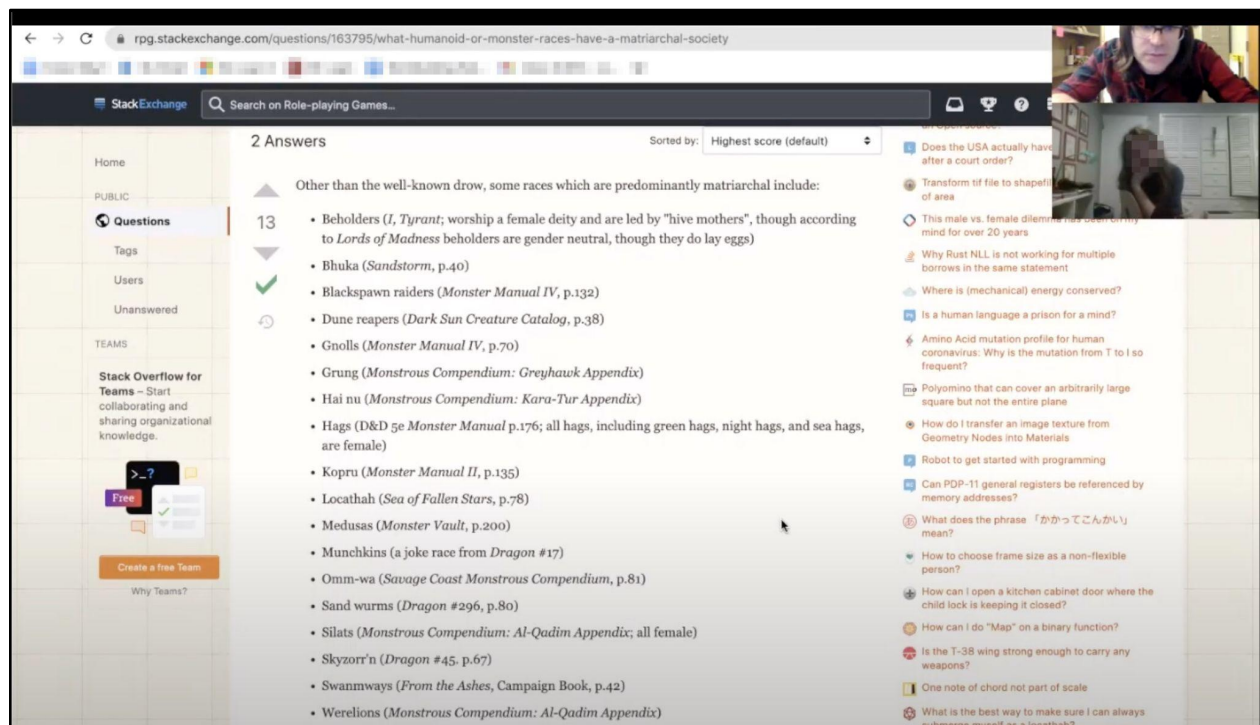 rpg.stackexchange.com/questions/163795/what-humanoid-or-monster-races-have-a-matriarchal-society
StackExchange
Search on Role-playing Games...
Home
PUBLIC
Questions
Tags
Users
Unanswered
TEAMS
Stack Overflow for
Teams – Start
collaborating and
sharing organizational
knowledge.
>_?
Free
Create a free Team
Why Teams?
2 Answers
Sorted by:
Highest score (default)
13
Other than the well-known drow, some races which are predominantly matriarchal include:
• Beholders (I, Tyrant; worship a female deity and are led by "hive mothers", though according
to Lords of Madness beholders are gender neutral, though they do lay eggs)
• Bhuka (Sandstorm, p.40)
• Blackspawn raiders (Monster Manual IV, p.132)
• Dune reapers (Dark Sun Creature Catalog, p.38)
• Gnolls (Monster Manual IV, p.70)
• Grung (Monstrous Compendium: Greyhawk Appendix)
• Hai nu (Monstrous Compendium: Kara-Tur Appendix)
• Hags (D&D 5e Monster Manual p.176; all hags, including green hags, night hags, and sea hags,
are female)
• Kopru (Monster Manual II, p.135)
• Locathah (Sea of Fallen Stars, p.78)
• Medusas (Monster Vault, p.200)
• Munchkins (a joke race from Dragon #17)
• Omm-wa (Savage Coast Monstrous Compendium, p.81)
• Sand wurms (Dragon #296, p.80)
• Silats (Monstrous Compendium: Al-Qadim Appendix; all female)
• Skyzorr'n (Dragon #45. p.67)
• Swanmways (From the Ashes, Campaign Book, p.42)
• Werelions (Monstrous Compendium: Al-Qadim Appendix)
Does the USA actually have
after a court order?
Transform tif file to
of area
This male vs. female dilemma has been on my
mind for over 20 years
Why Rust NLL is not working for multiple
borrows in the same statement
Where is (mechanical) energy conserved?
Is a human language a prison for a mind?
Amino Acid mutation profile for human
coronavirus: Why is the mutation from T to I so
frequent?
Polyomino that can cover an arbitrarily large
square but not the entire plane
How do I transfer an image texture from
Geometry Nodes into Materials
Robot to get started with programming
Can PDP-11 general registers be referenced by
memory addresses?
What does the phrase 「かかってこんかい」
mean?
How to choose frame size as a non-flexible
person?
How can I open a kitchen cabinet door where the
child lock is keeping it closed?
How can I do "Map" on a binary function?
Is the T-38 wing strong enough to carry any
weapons?
One note of chord not part of scale
What is the best way to make sure I can always